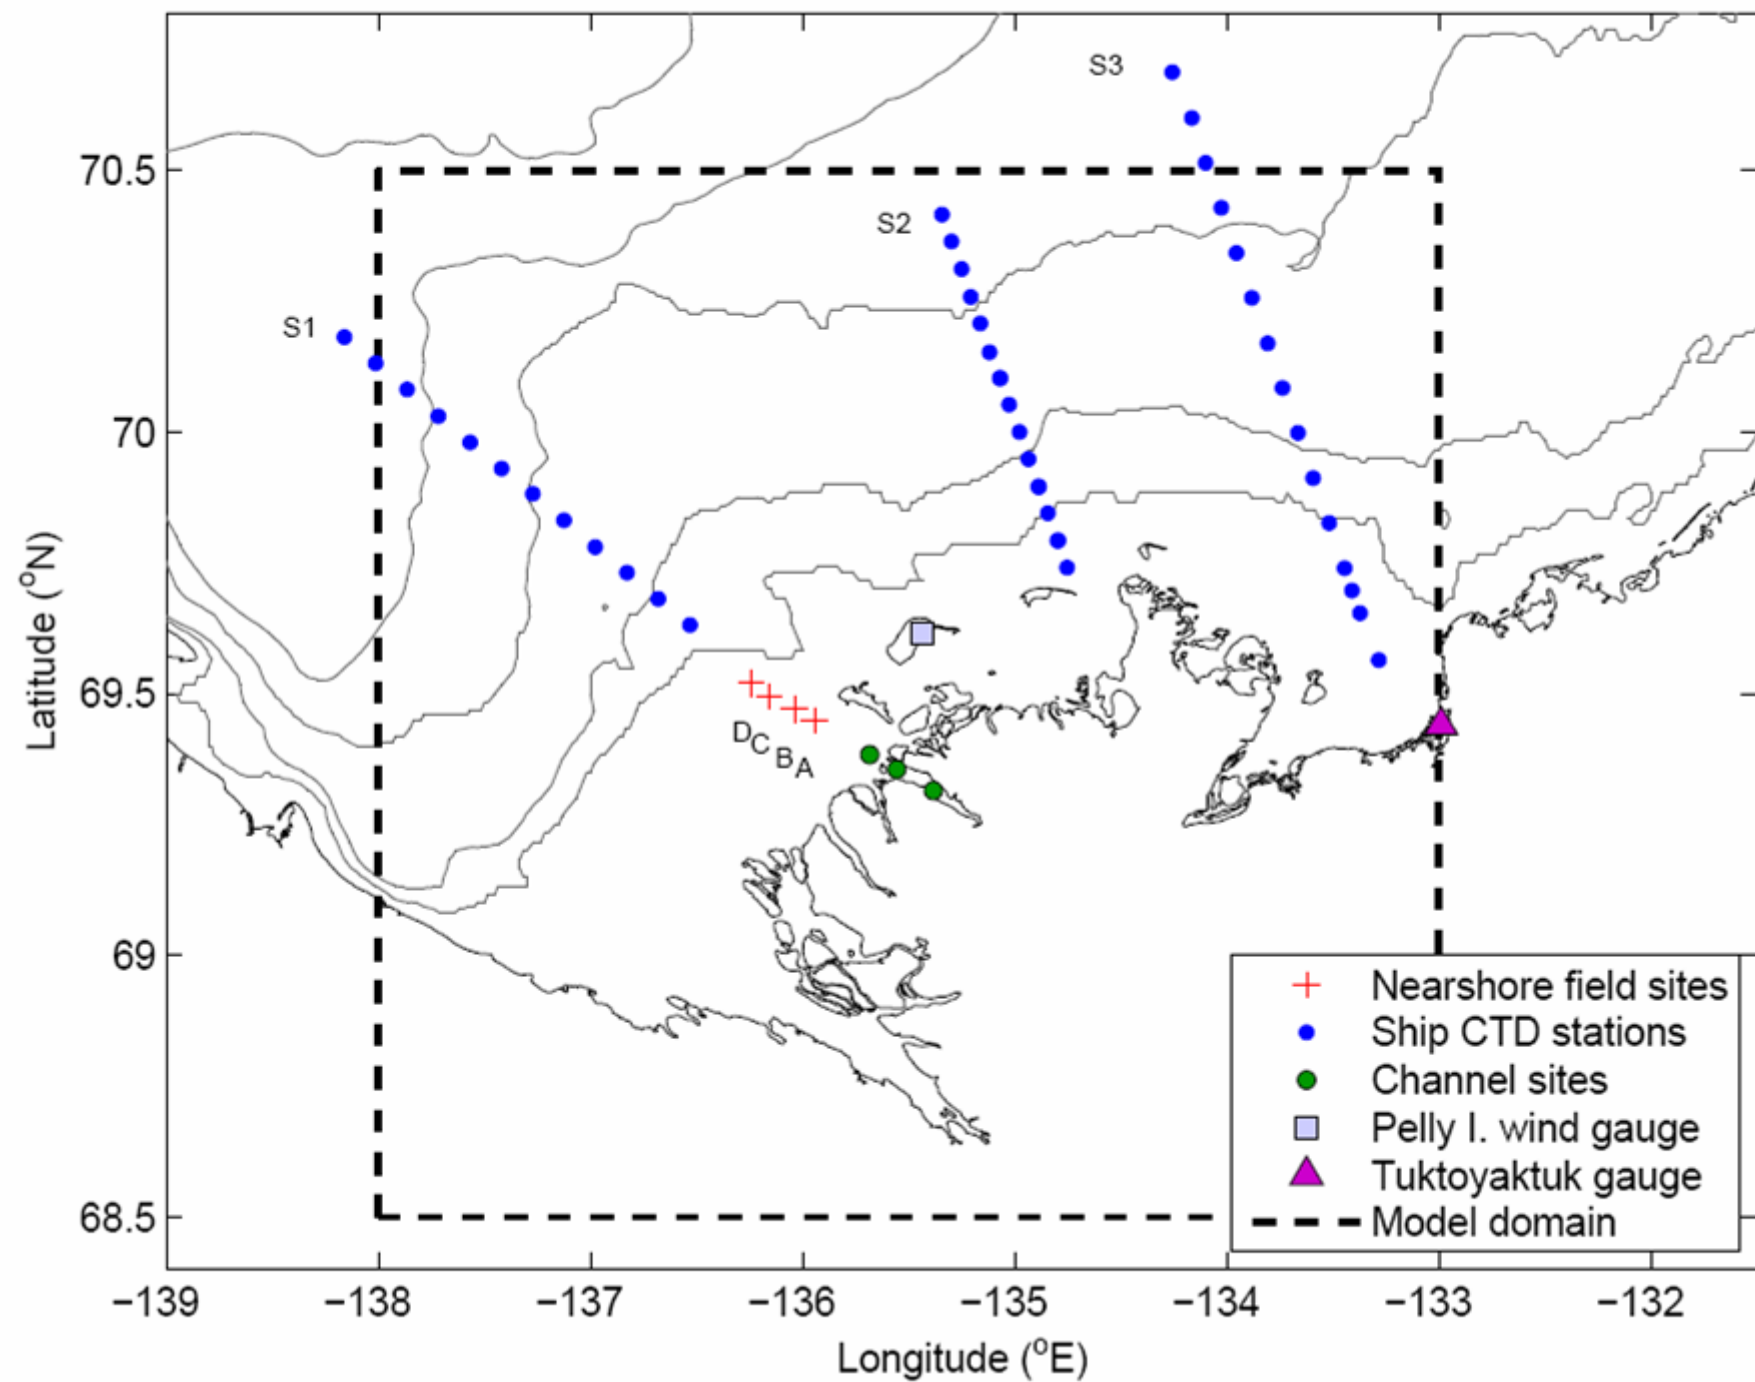 S3
70.5
S2
S1
70
Latitude (°N)
69.5
D C B A
69
Nearshore field sites
Ship CTD stations
Channel sites
Pelly I. wind gauge
Tuktoyaktuk gauge
68.5
Model domain
−139 −138 −137 −136 −135 −134 −133 −132
Longitude (°E)